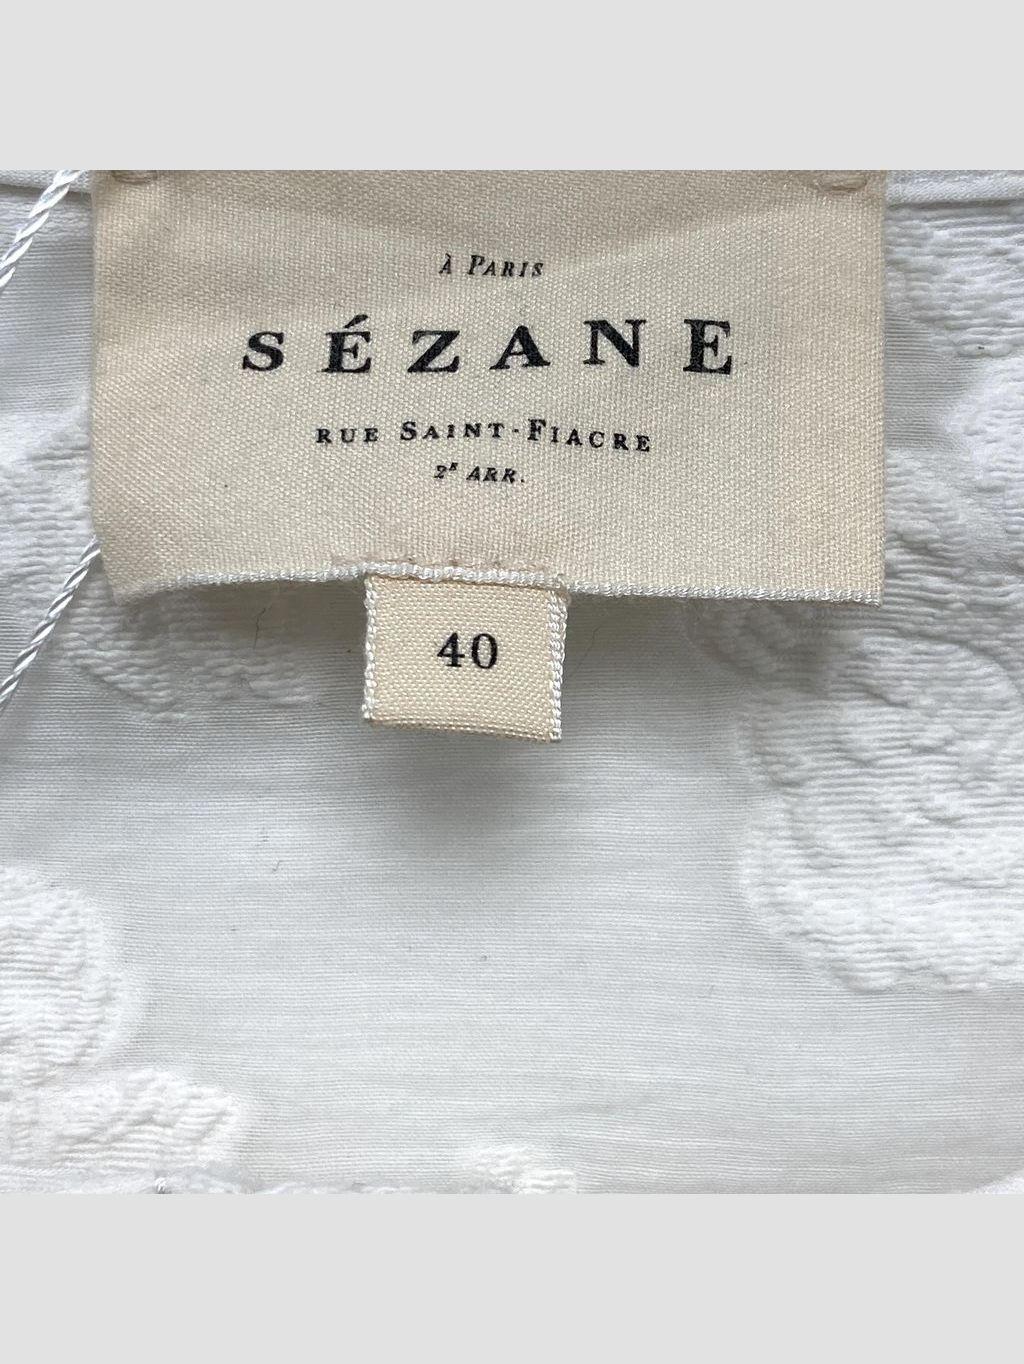 À PARIS
SÉZANE
RUE SAINT-FIACRE
2E ARR.
40